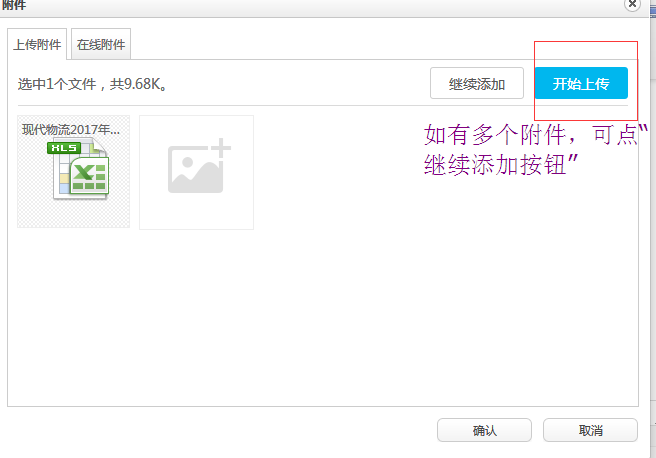 附件
上传附件 在线附件
选中1个文件，共9.68K。 继续添加 开始上传
现代物流2017年...
XLS
如有多个附件，可点“
继续添加按钮”
确认 取消